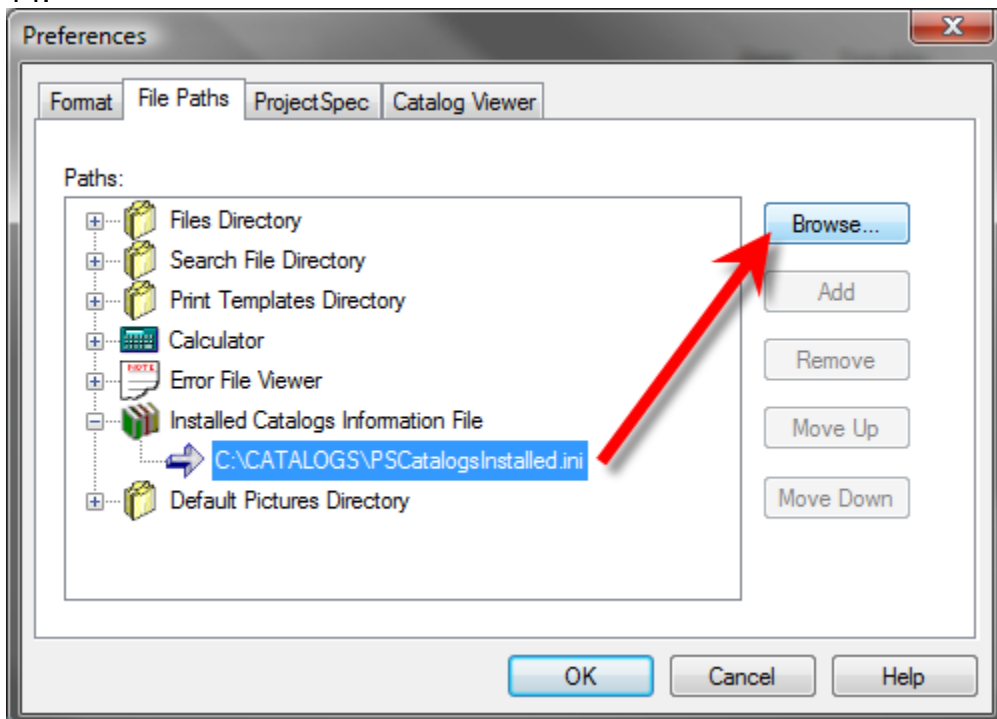 Preferences
Format File Paths ProjectSpec Catalog Viewer
Paths:
Files Directory
Browse...
Search File Directory
Print Templates Directory
Add
Calculator
NOTE
Error File Viewer
Remove
Installed Catalogs Information File
Move Up
C:\CATALOGS\PSCatalogsInstalled.ini
Default Pictures Directory
Move Down
OK Cancel Help